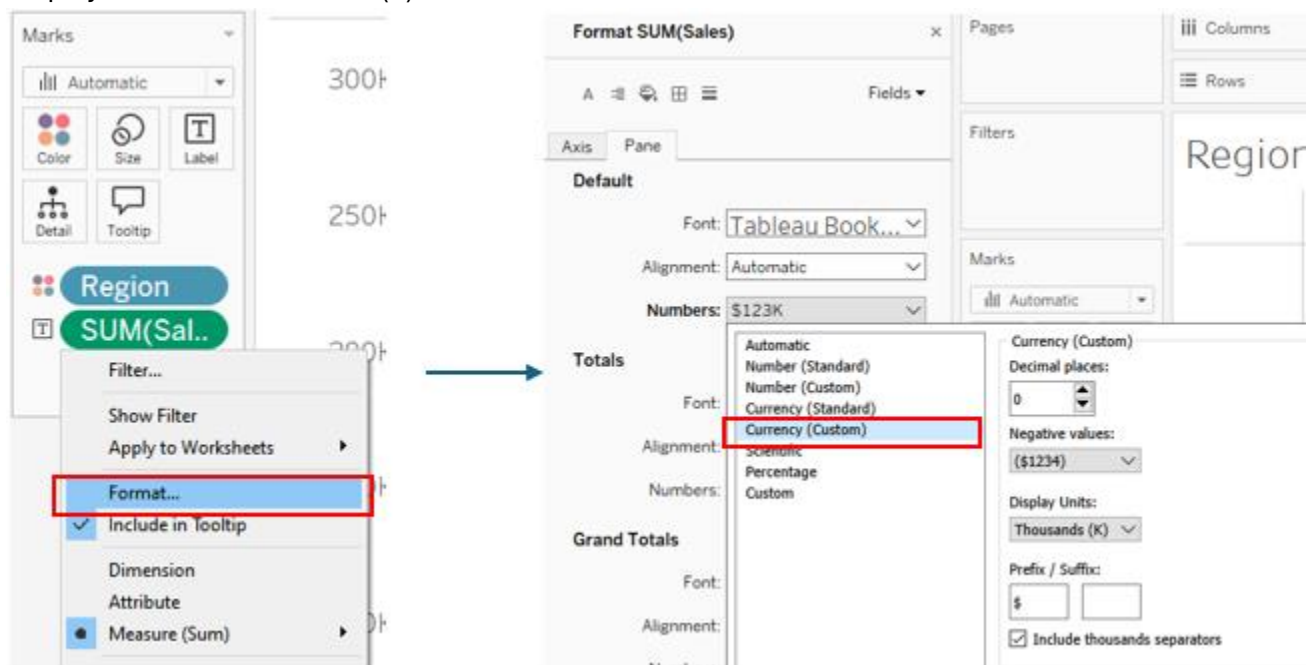 Marks
Automatic
Color
Size
Label
Detail
Tooltip
Region
SUM(Sal..
Filter...
Show Filter
Apply to Worksheets
Format...
Include in Tooltip
Dimension
Attribute
Measure (Sum)
300
250
Format SUM(Sales)
Fields
Axis
Pane
Default
Font: Tableau Book...
Alignment: Automatic
Numbers: $123K
Totals
Font:
Alignment:
Numbers:
Grand Totals
Font:
Alignment:
Automatic
Number (Standard)
Number (Custom)
Currency (Standard)
Currency (Custom)
Scientific
Percentage
Custom
Currency (Custom)
Decimal places:
0
Negative values:
($1234)
Display Units:
Thousands (K)
Prefix / Suffix:
$
Include thousands separators
Pages
Filters
Marks
Automatic
iii Columns
Rows
Region